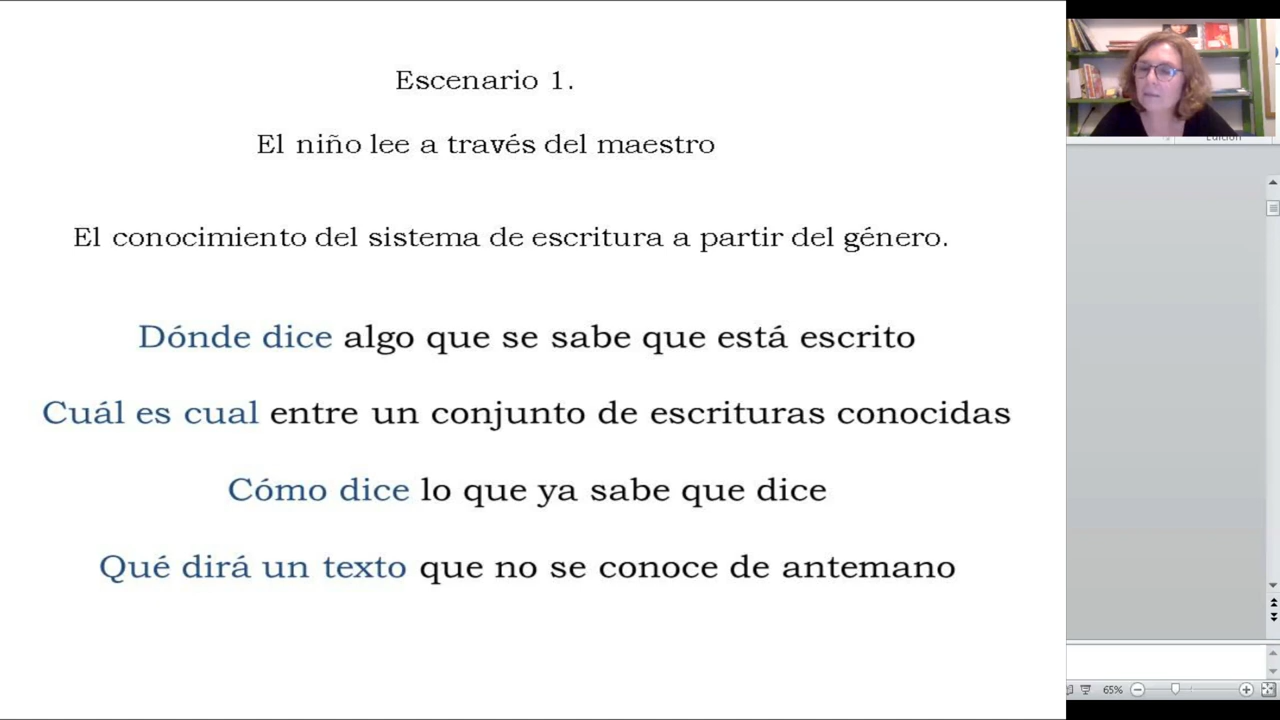 Escenario 1.
El niño lee a través del maestro
El conocimiento del sistema de escritura a partir del género.
Dónde dice algo que se sabe que está escrito
Cuál es cual entre un conjunto de escrituras conocidas
Cómo dice lo que ya sabe que dice
Qué dirá un texto que no se conoce de antemano
65%